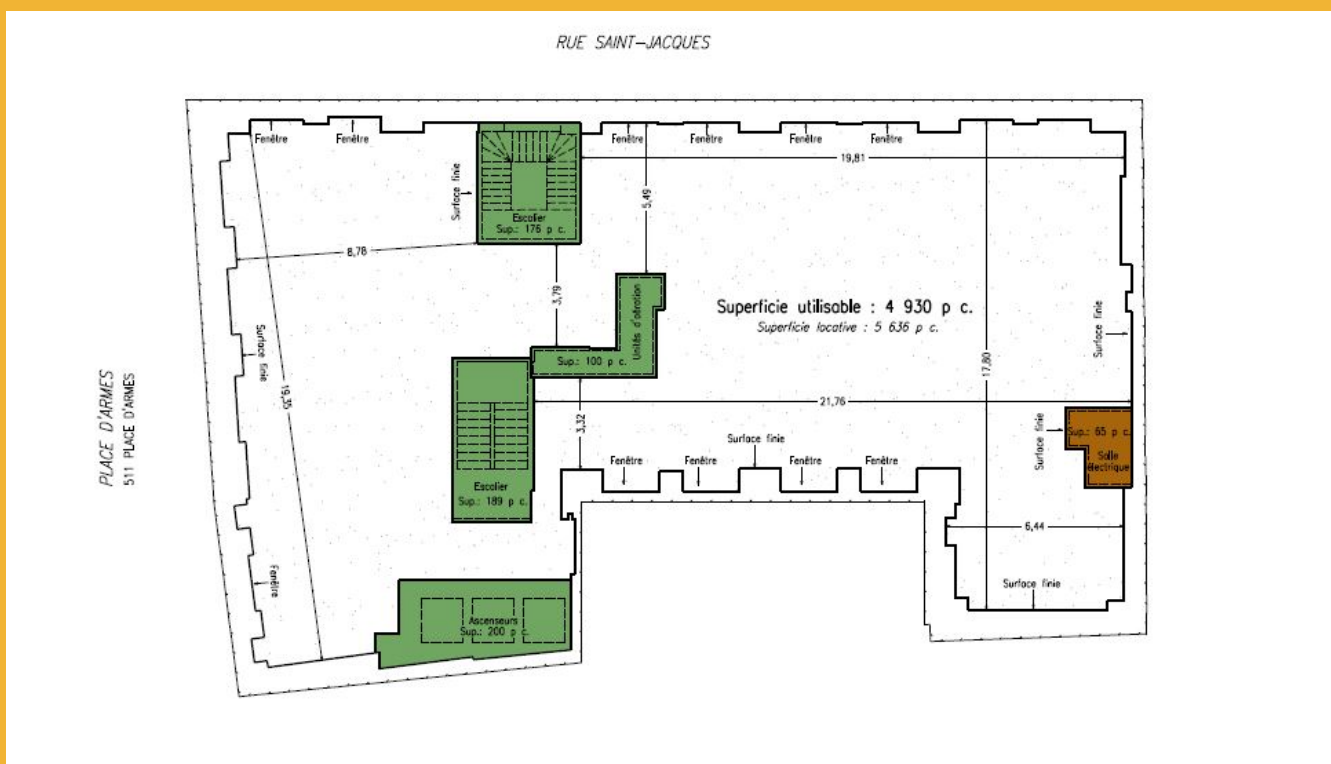 RUE SAINT-JACQUES
Fenêtre
Fenêtre
Fenêtre
Fenêtre
Fenêtre
Fenêtre
19,81
Surface finie
5,49
Escalier
Sup.: 176 p c.
8,78
3,79
Unités d'aération
Superficie utilisable : 4 930 p c.
Superficie locative : 5 636 p c.
Surface finie
Surface finie
Sup.: 100 p c.
17,80
19,35
21,76
PLACE D'ARMES
511 PLACE D'ARMES
3,32
Surface finie
Surface finie
Sup.: 65 p c.
Salle
électrique
Fenêtre
Fenêtre
Fenêtre
Fenêtre
Escalier
Sup.: 189 p c.
6,44
Fenêtre
Surface finie
Ascenseurs
Sup.: 200 p c.